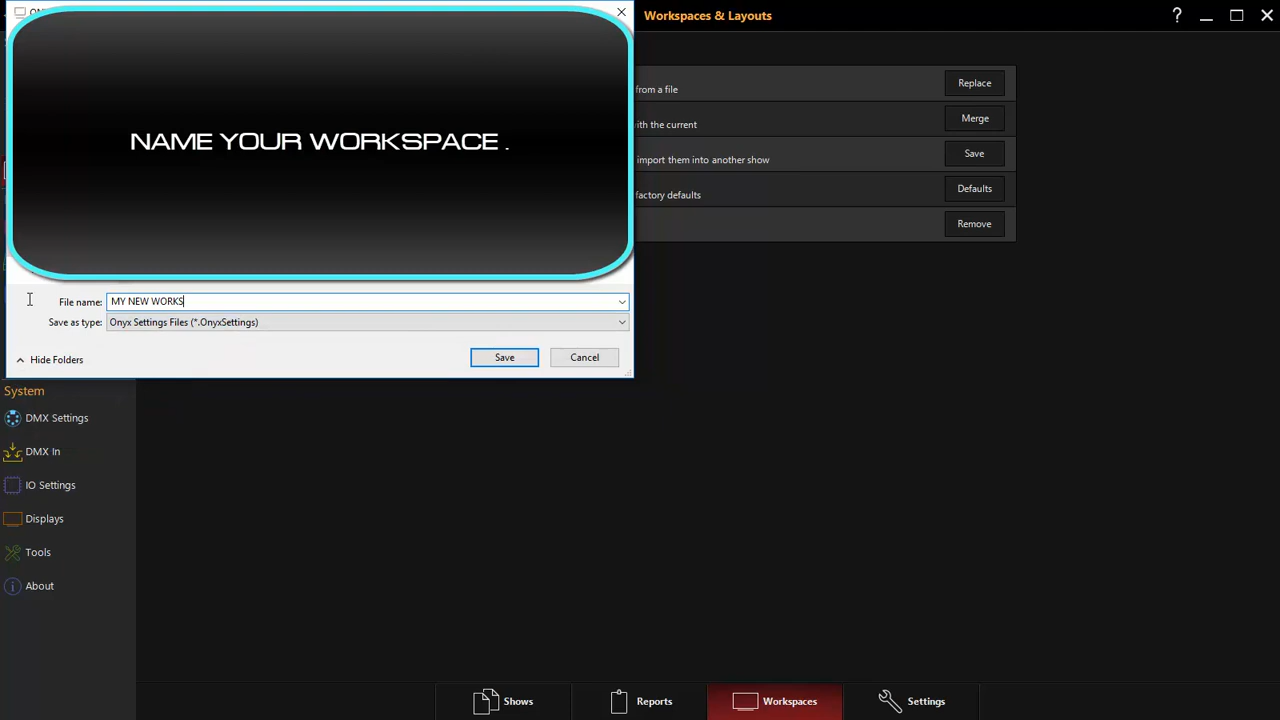 Workspaces & Layouts
NAME YOUR WORKSPACE .
from a file
Replace
with the current
Merge
import them into another show
Save
factory defaults
Defaults
Remove
File name: MY NEW WORKS
Save as type: Onyx Settings Files (*.OnyxSettings)
Hide Folders
Save
Cancel
System
DMX Settings
DMX In
IO Settings
Displays
Tools
About
Shows
Reports
Workspaces
Settings